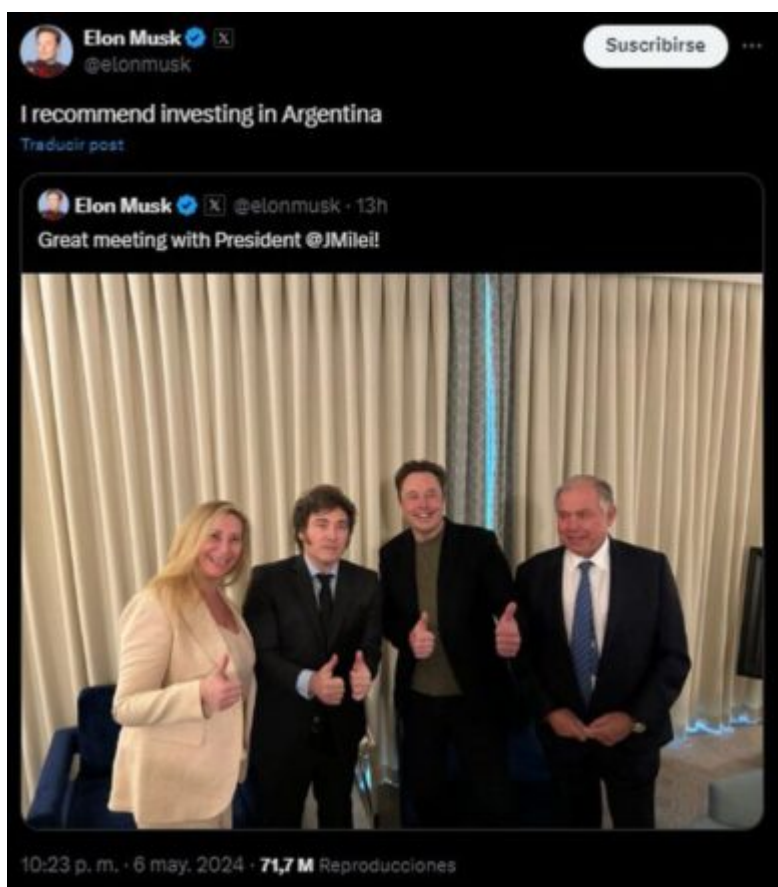 Elon Musk X
Suscribirse
@elonmusk
I recommend investing in Argentina
Traducir post
Elon Musk X @elonmusk · 13h
Great meeting with President @JMilei!
10:23 p. m. · 6 may. 2024 · 71,7 M Reproducciones